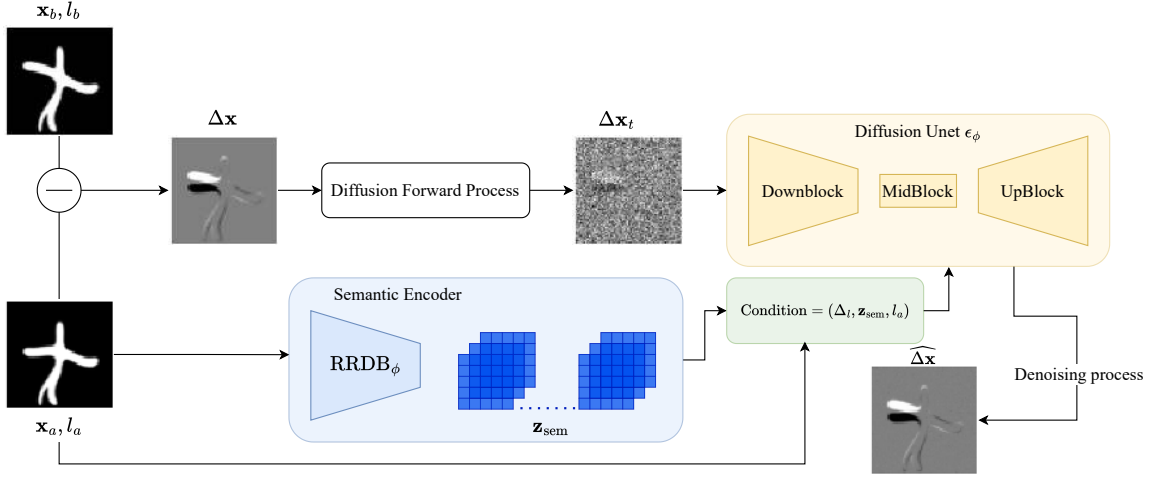 𝐱_b, l_b
Δ𝐱
Δ𝐱_t
Diffusion Unet ϵ_ϕ
Diffusion Forward Process
Downblock
MidBlock
UpBlock
Semantic Encoder
RRDB_ϕ
𝐳_sem
Condition = (Δ_l, 𝐳_sem, l_a)
\widehat{Δ𝐱}
Denoising process
𝐱_a, l_a